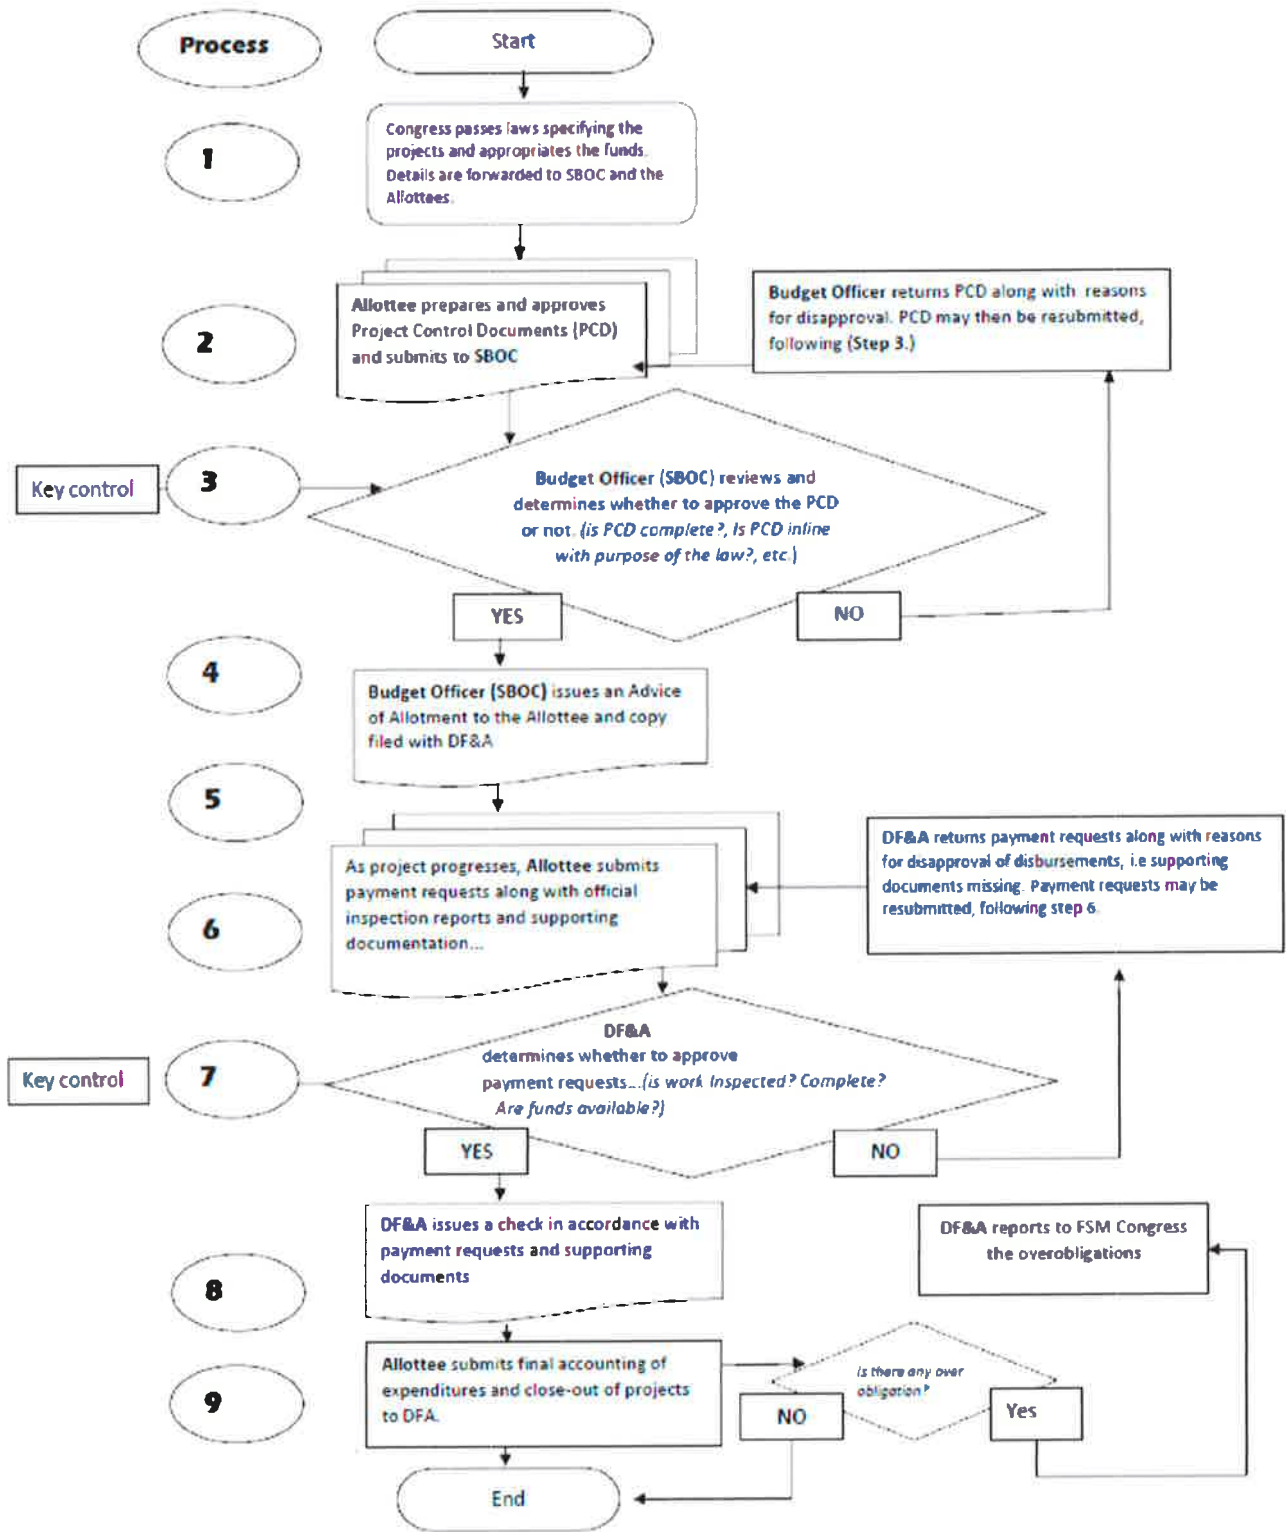 Process
Start
1
Congress passes laws specifying the
projects and appropriates the funds.
Details are forwarded to SBOC and the
Allottees.
2
Allottee prepares and approves
Project Control Documents (PCD)
and submits to SBOC
Budget Officer returns PCD along with reasons
for disapproval. PCD may then be resubmitted,
following (Step 3.)
Key control
3
Budget Officer (SBOC) reviews and
determines whether to approve the PCD
or not. (is PCD complete?, Is PCD inline
with purpose of the law?, etc.)
YES
NO
4
Budget Officer (SBOC) issues an Advice
of Allotment to the Allottee and copy
filed with DF&A
5
6
As project progresses, Allottee submits
payment requests along with official
inspection reports and supporting
documentation...
DF&A returns payment requests along with reasons
for disapproval of disbursements, i.e supporting
documents missing. Payment requests may be
resubmitted, following step 6.
Key control
7
DF&A
determines whether to approve
payment requests...(is work Inspected? Complete?
Are funds available?)
YES
NO
8
DF&A issues a check in accordance with
payment requests and supporting
documents
DF&A reports to FSM Congress
the overobligations
9
Allottee submits final accounting of
expenditures and close-out of projects
to DFA.
Is there any over
obligation?
NO
Yes
End